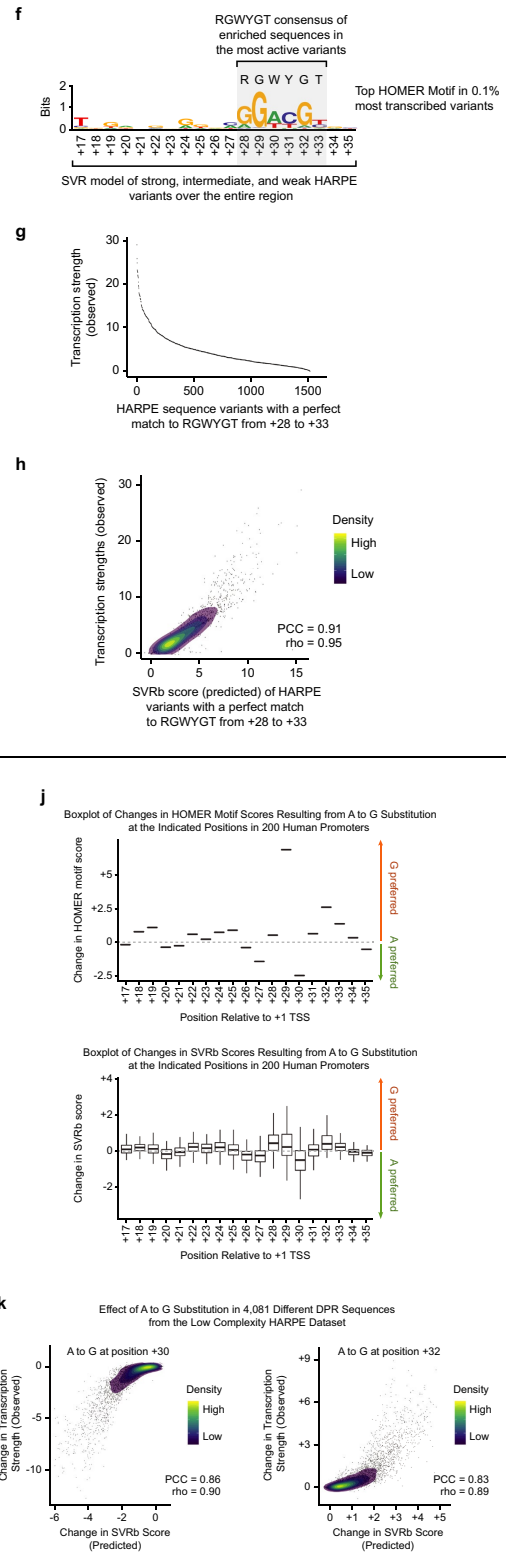 f
RGWYGT consensus of
enriched sequences in
the most active variants
R G W Y G T
Top HOMER Motif in 0.1%
most transcribed variants
Bits
2
1
0
+17 +18 +19 +20 +21 +22 +23 +24 +25 +26 +27 +28 +29 +30 +31 +32 +33 +34 +35
SVR model of strong, intermediate, and weak HARPE
variants over the entire region
g
Transcription strength
(observed)
30
20
10
0
0 500 1000 1500
HARPE sequence variants with a perfect
match to RGWYGT from +28 to +33
h
Transcription strengths (observed)
30
20
10
0
Density
High
Low
PCC = 0.91
rho = 0.95
0 5 10 15
SVRb score (predicted) of HARPE
variants with a perfect match
to RGWYGT from +28 to +33
j
Boxplot of Changes in HOMER Motif Scores Resulting from A to G Substitution
at the Indicated Positions in 200 Human Promoters
Change in HOMER motif score
+5
+2.5
0
-2.5
G preferred
A preferred
+17 +18 +19 +20 +21 +22 +23 +24 +25 +26 +27 +28 +29 +30 +31 +32 +33 +34 +35
Position Relative to +1 TSS
Boxplot of Changes in SVRb Scores Resulting from A to G Substitution
at the Indicated Positions in 200 Human Promoters
Change in SVRb score
+4
+2
0
-2
G preferred
A preferred
+17 +18 +19 +20 +21 +22 +23 +24 +25 +26 +27 +28 +29 +30 +31 +32 +33 +34 +35
Position Relative to +1 TSS
k
Effect of A to G Substitution in 4,081 Different DPR Sequences
from the Low Complexity HARPE Dataset
A to G at position +30
Change in Transcription
Strength (Observed)
0
-5
-10
Density
High
Low
PCC = 0.86
rho = 0.90
-6 -4 -2 0
Change in SVRb Score
(Predicted)
A to G at position +32
Change in Transcription
Strength (Observed)
+9
+6
+3
0
Density
High
Low
PCC = 0.83
rho = 0.89
0 +1 +2 +3 +4 +5
Change in SVRb Score
(Predicted)